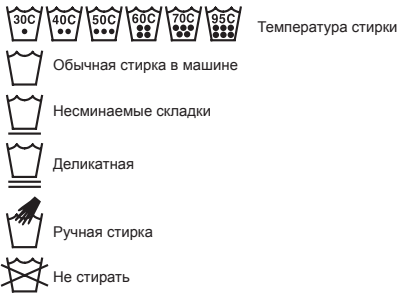 30C 40C 50C 60C 70C 95C Температура стирки
Обычная стирка в машине
Несминаемые складки
Деликатная
Ручная стирка
Не стирать